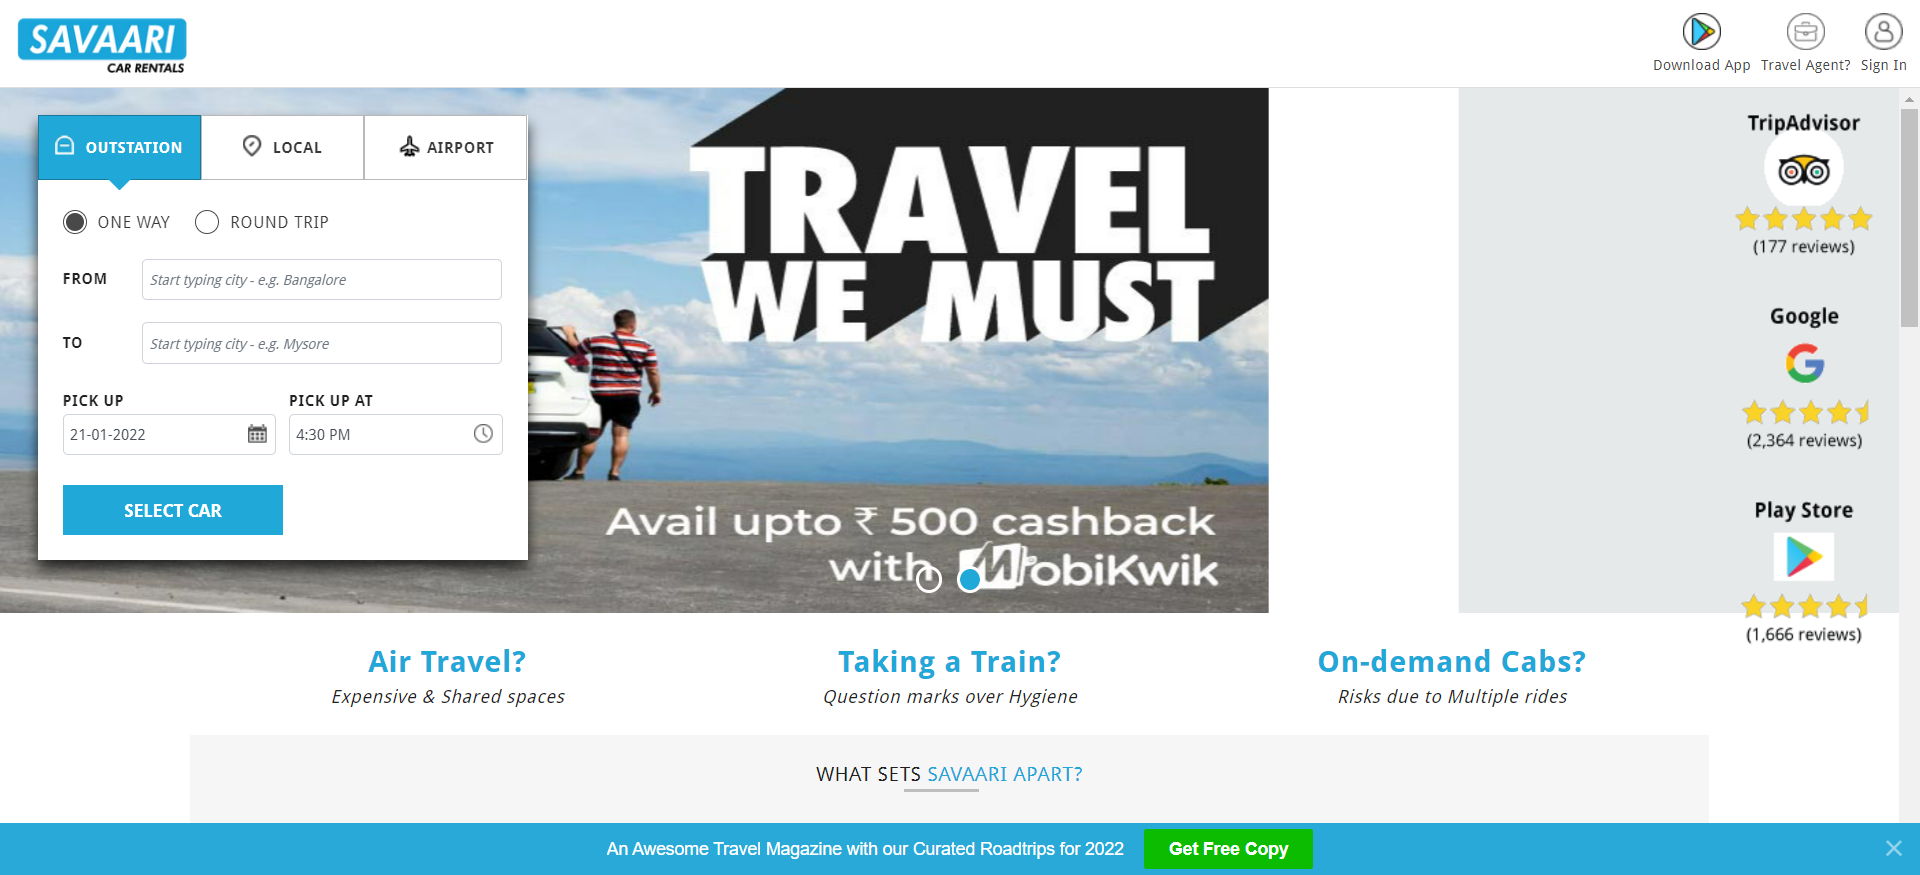 SAVAARI
CAR RENTALS
Download App
Travel Agent?
Sign In
OUTSTATION
LOCAL
AIRPORT
ONE WAY
ROUND TRIP
FROM
Start typing city - e.g. Bangalore
TO
Start typing city - e.g. Mysore
PICK UP
PICK UP AT
21-01-2022
4:30 PM
SELECT CAR
TRAVEL
WE MUST
Avail upto ₹ 500 cashback
with MobiKwik
TripAdvisor
(177 reviews)
Google
(2,364 reviews)
Play Store
(1,666 reviews)
Air Travel?
Expensive & Shared spaces
Taking a Train?
Question marks over Hygiene
On-demand Cabs?
Risks due to Multiple rides
WHAT SETS SAVAARI APART?
An Awesome Travel Magazine with our Curated Roadtrips for 2022
Get Free Copy